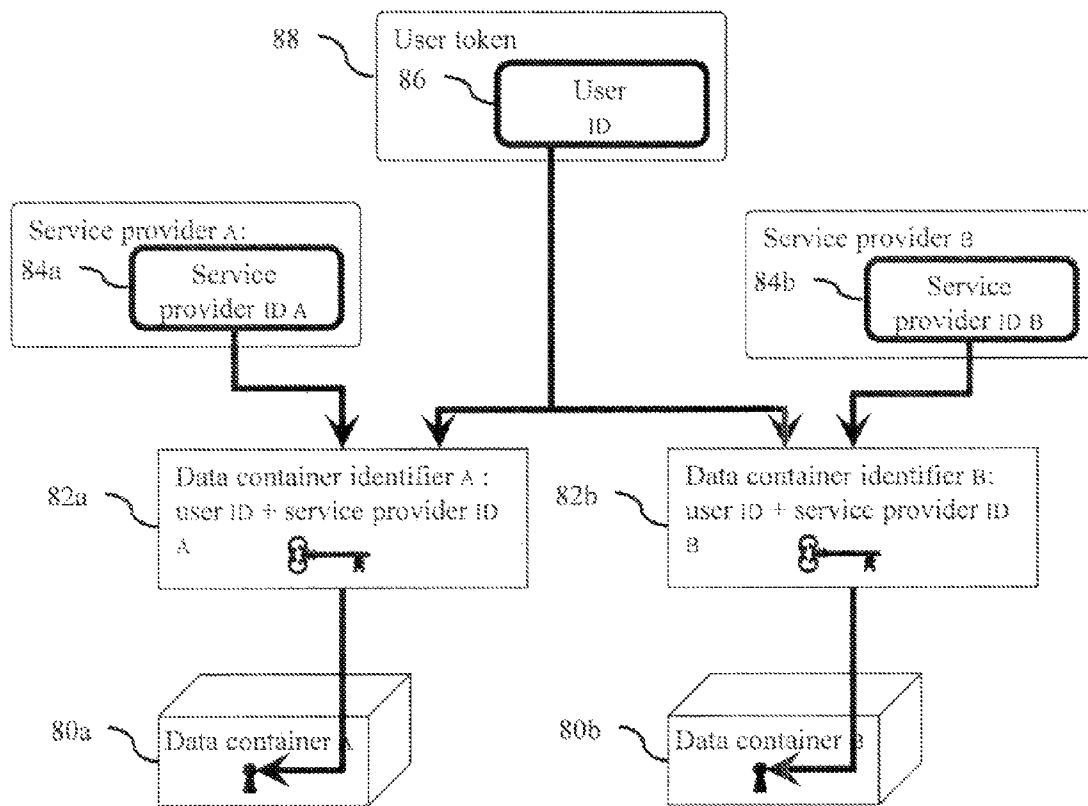 88
User token
86
User
ID
Service provider A:
84a
Service
provider ID A
Service provider B
84b
Service
provider ID B
82a
Data container identifier A :
user ID + service provider ID
A
82b
Data container identifier B:
user ID + service provider ID
B
80a
Data container A
80b
Data container B